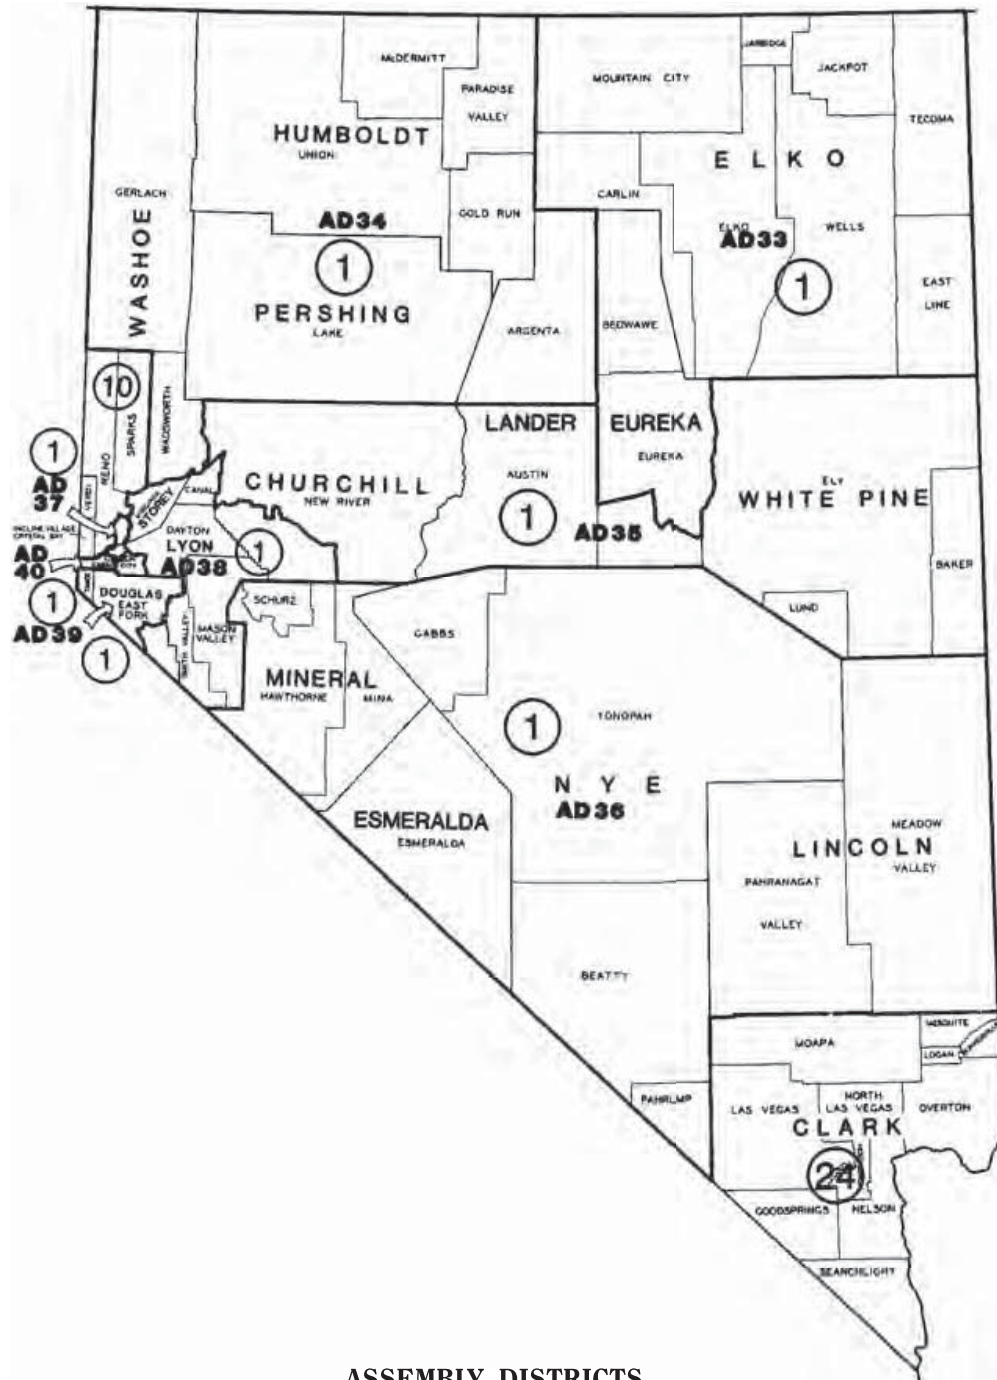 McDERMITT
JARBIDGE
MOUNTAIN CITY
JACKPOT
PARADISE
VALLEY
TECOMA
HUMBOLDT
UNION
E L K O
GERLACH
CARLIN
GOLD RUN
AD34
ELKO
AD33
WELLS
WASHOE
1
1
EAST
LINE
PERSHING
LAKE
ARGENTA
BEOWAWE
10
SPARKS
WADSWORTH
LANDER
EUREKA
EUREKA
1
RENO
AUSTIN
AD
37
VERDI
CHURCHILL
NEW RIVER
ELY
WHITE PINE
CANAL
STOREY
1
AD35
INCLINE VILLAGE
CRYSTAL BAY
DAYTON
LYON
1
AD38
AD
40
BAKER
DOUGLAS
EAST
FORK
1
AD39
SCHURZ
LUND
MASON
VALLEY
SMITH VALLEY
GABBS
1
MINERAL
HAWTHORNE
MINA
1
TONOPAH
N Y E
AD36
ESMERALDA
ESMERALDA
MEADOW
LINCOLN
VALLEY
PAHRANAGAT
VALLEY
BEATTY
MESQUITE
MOAPA
LOGAN
PAHRUMP
LAS VEGAS
NORTH
LAS VEGAS
OVERTON
CLARK
24
GOODSPRINGS
NELSON
SEARCHLIGHT
ASSEMBLY DISTRICTS